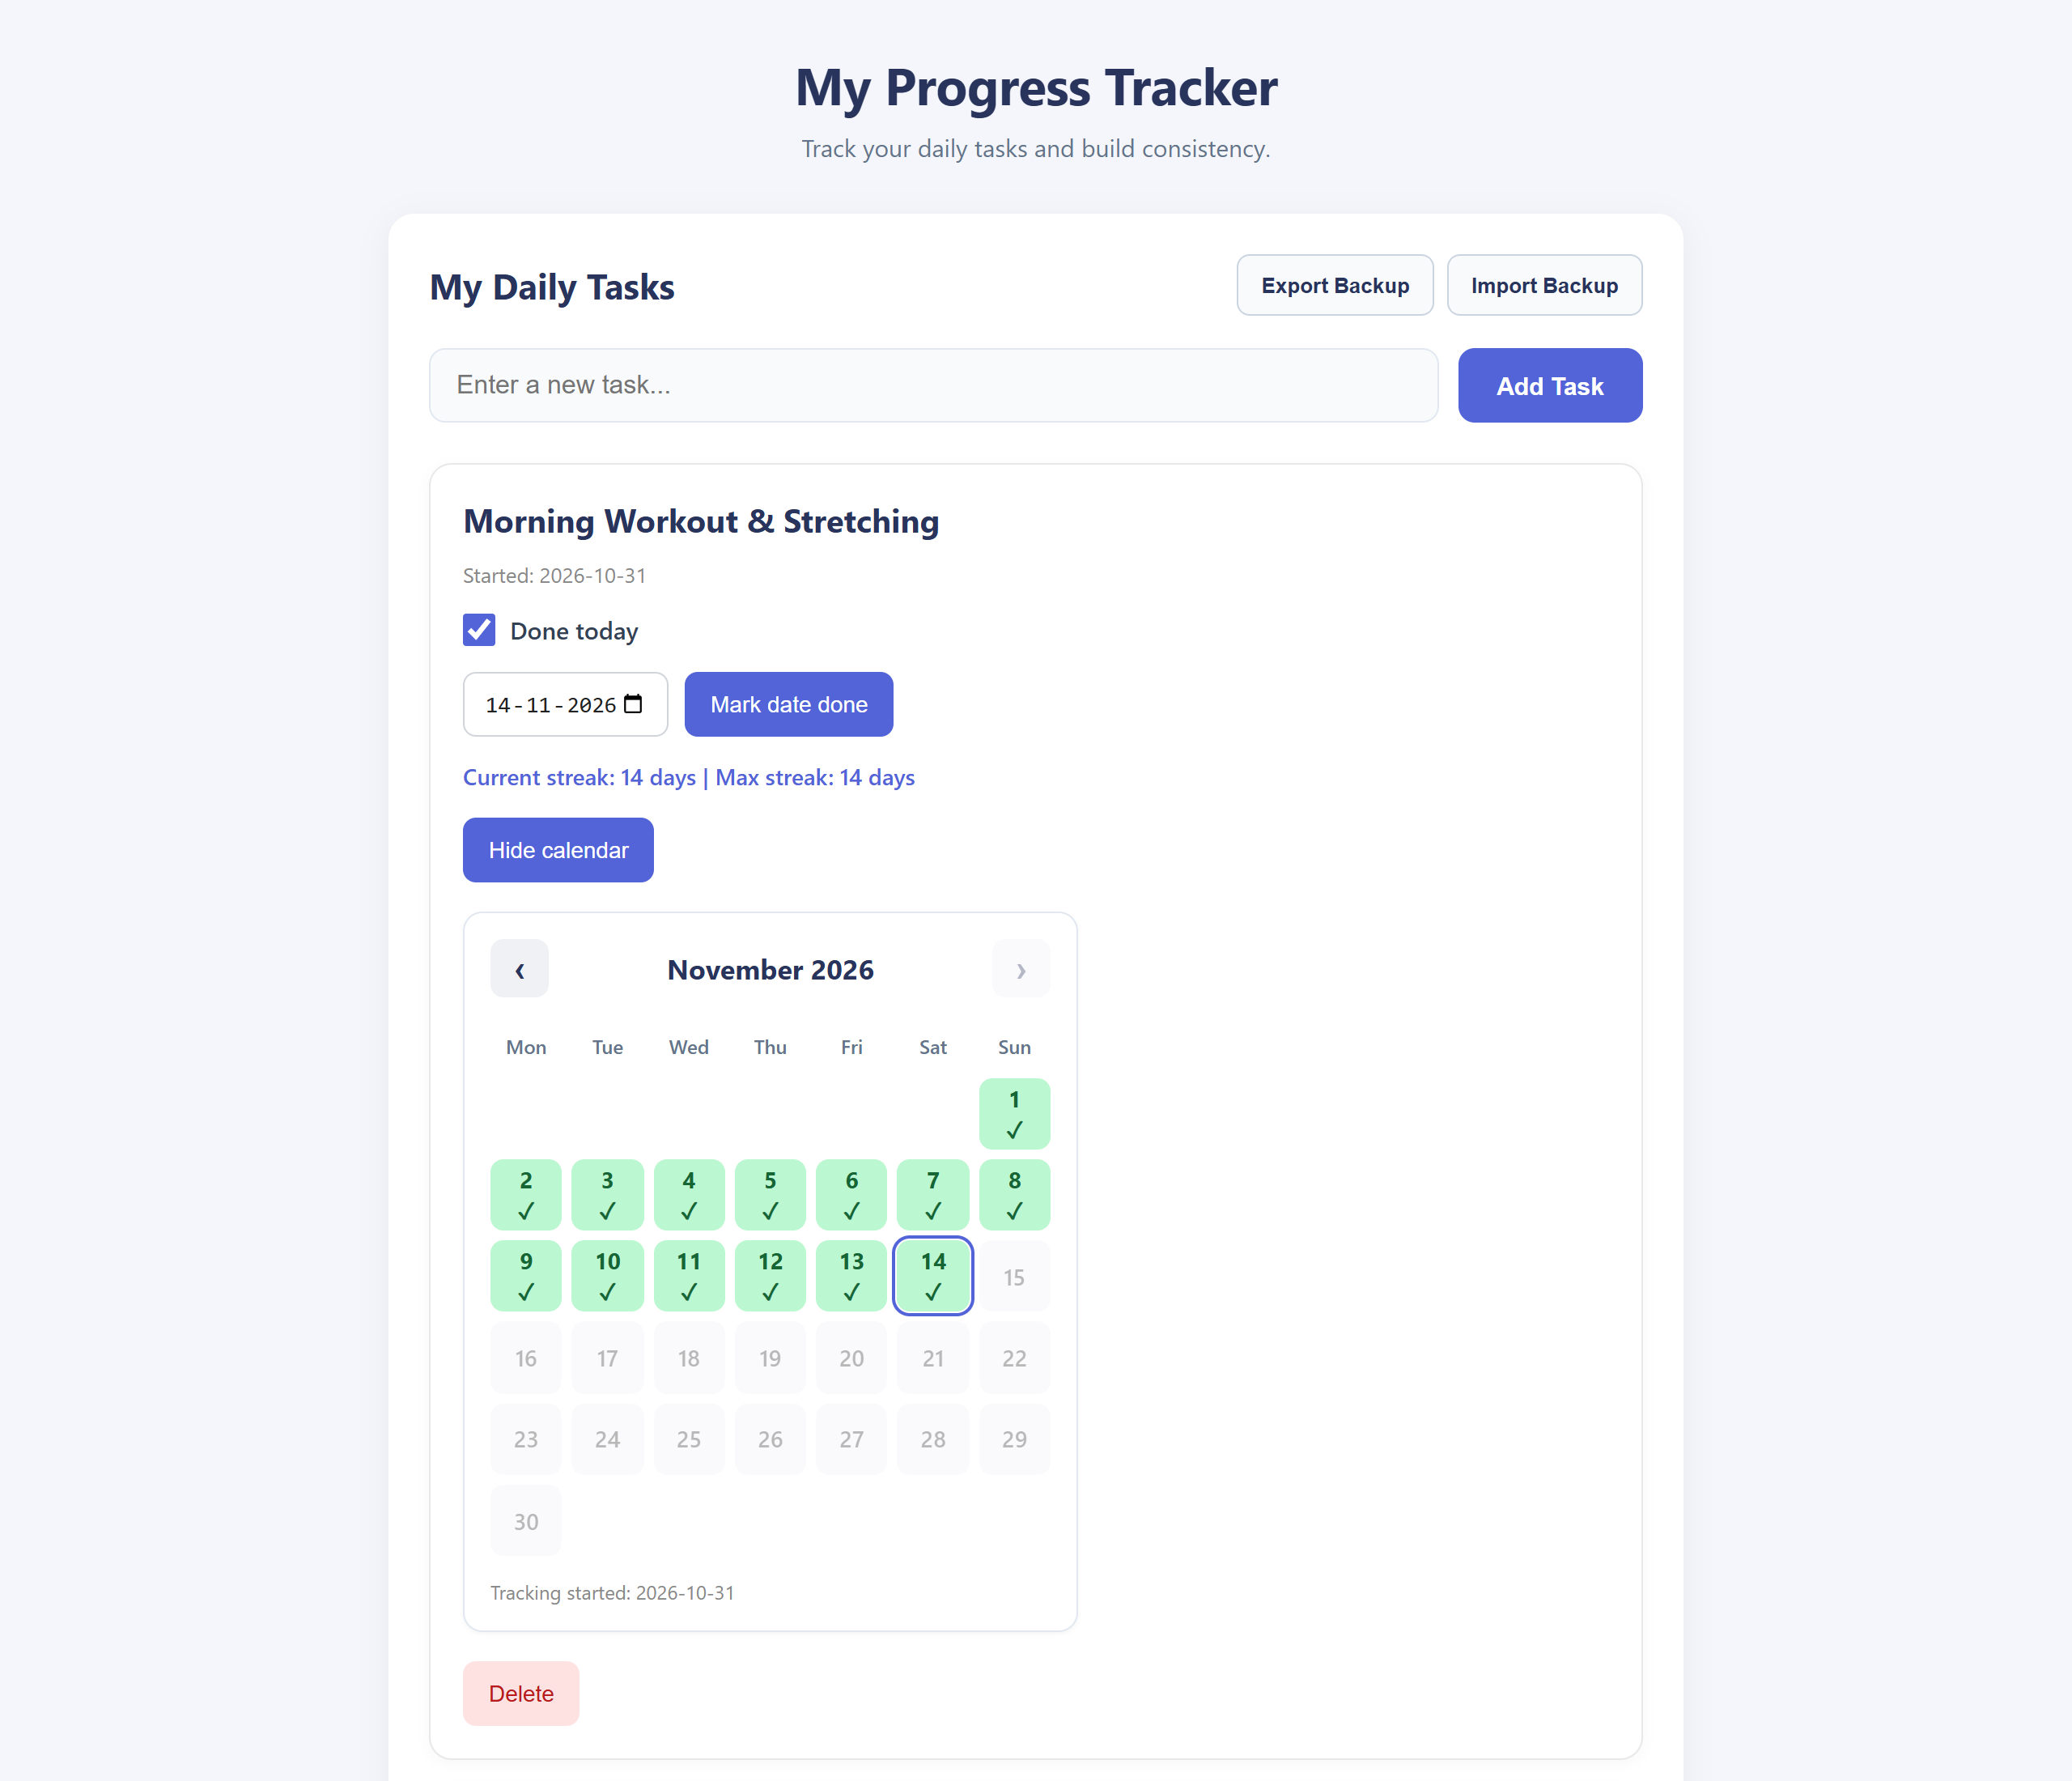 My Progress Tracker
Track your daily tasks and build consistency.
My Daily Tasks
Export Backup
Import Backup
Enter a new task...
Add Task
Morning Workout & Stretching
Started: 2026-10-31
Done today
14-11-2026
Mark date done
Current streak: 14 days | Max streak: 14 days
Hide calendar
‹ November 2026 ›
Mon Tue Wed Thu Fri Sat Sun
1
✓
2 3 4 5 6 7 8
✓ ✓ ✓ ✓ ✓ ✓ ✓
9 10 11 12 13 14 15
✓ ✓ ✓ ✓ ✓ ✓
16 17 18 19 20 21 22
23 24 25 26 27 28 29
30
Tracking started: 2026-10-31
Delete